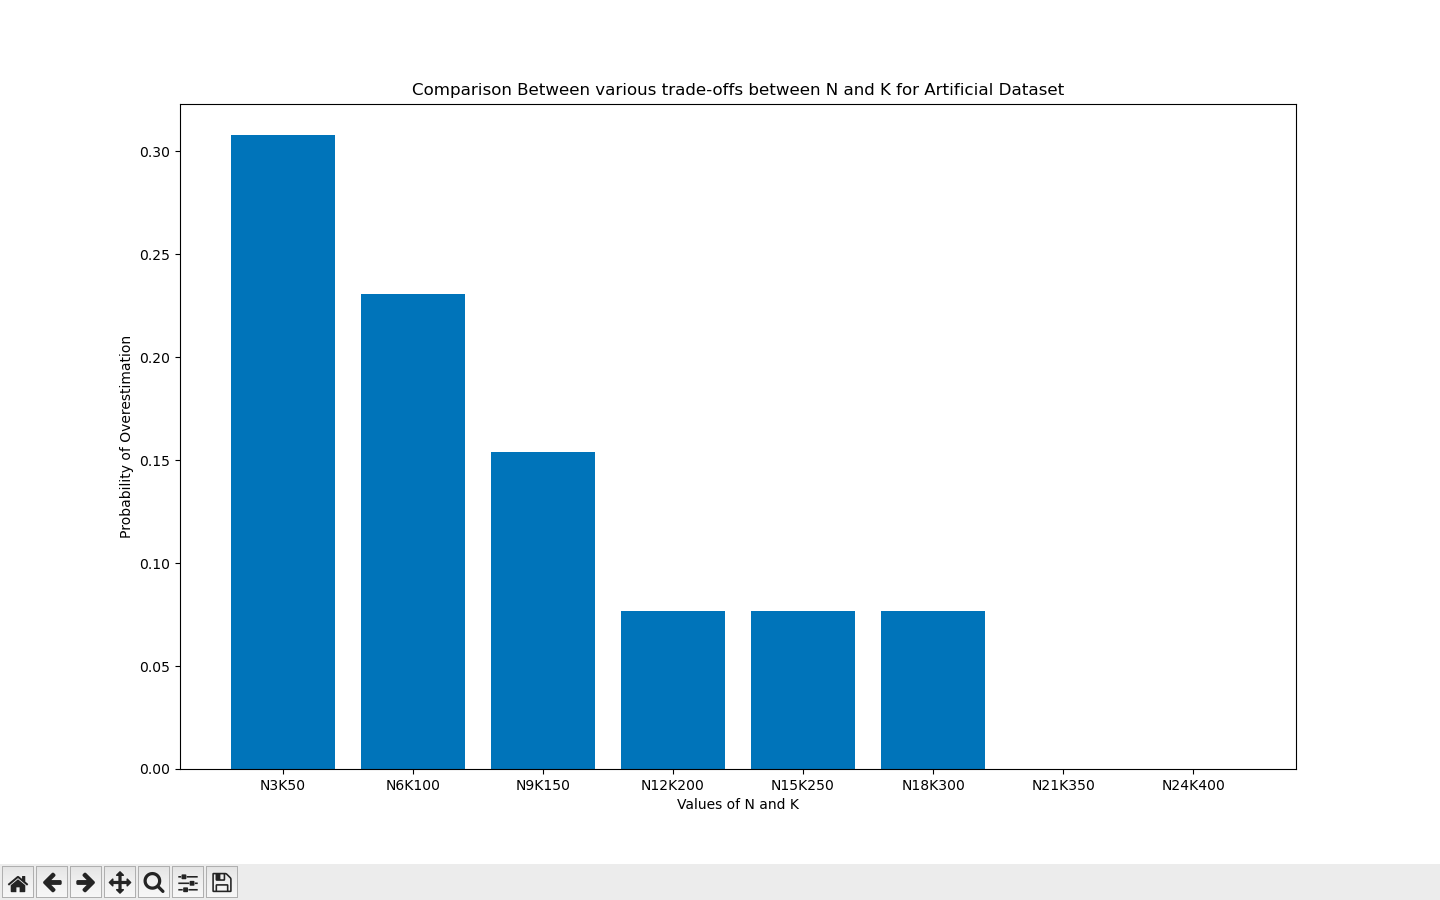 Comparison Between various trade-offs between N and K for Artificial Dataset
Probability of Overestimation
0.30
0.25
0.20
0.15
0.10
0.05
0.00
N3K50 N6K100 N9K150 N12K200 N15K250 N18K300 N21K350 N24K400
Values of N and K